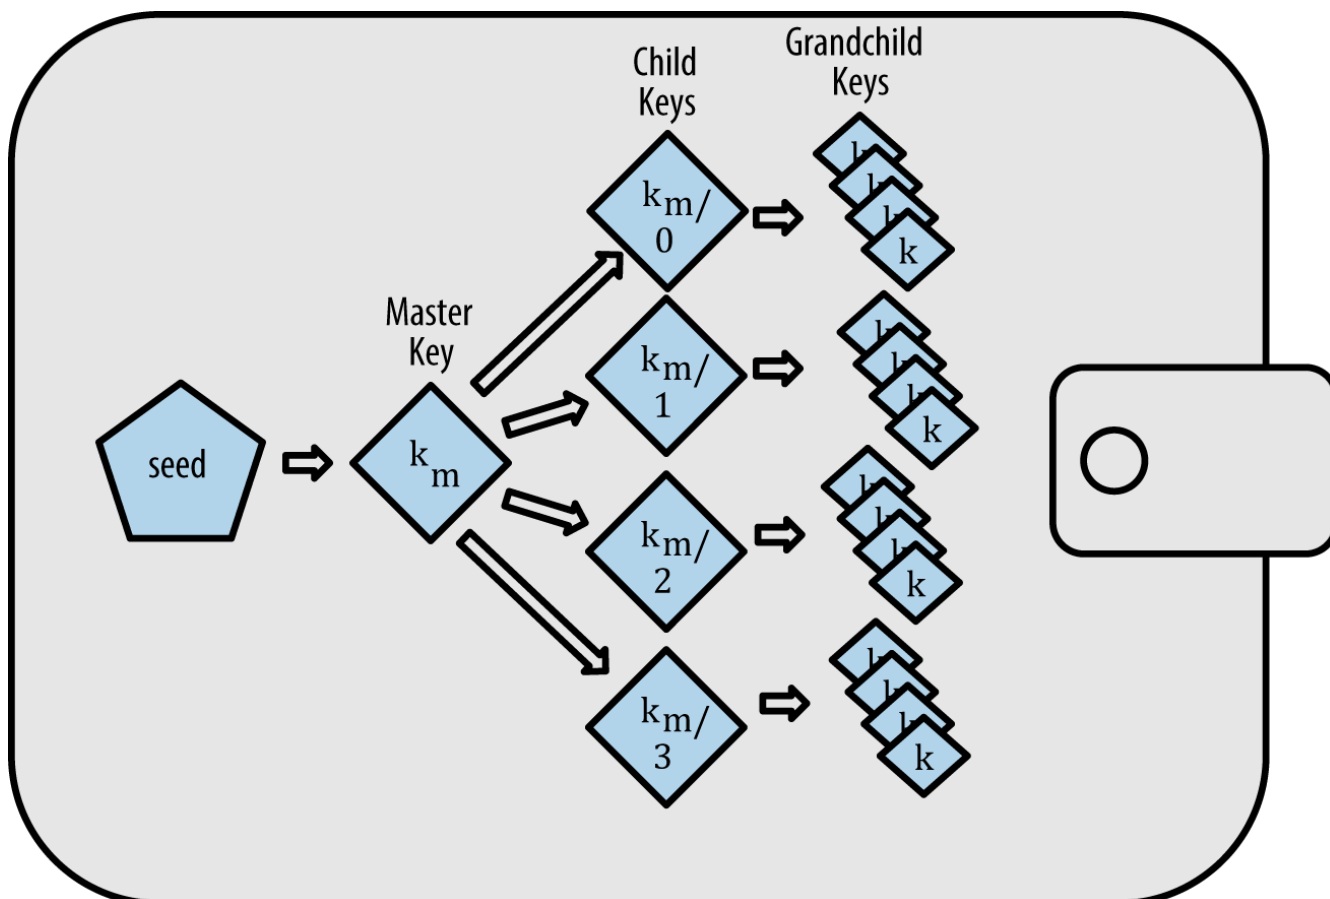 Grandchild
Keys
Child
Keys
Master
Key
seed
k m
k m/
0
k m/
1
k m/
2
k m/
3
k
k
k
k